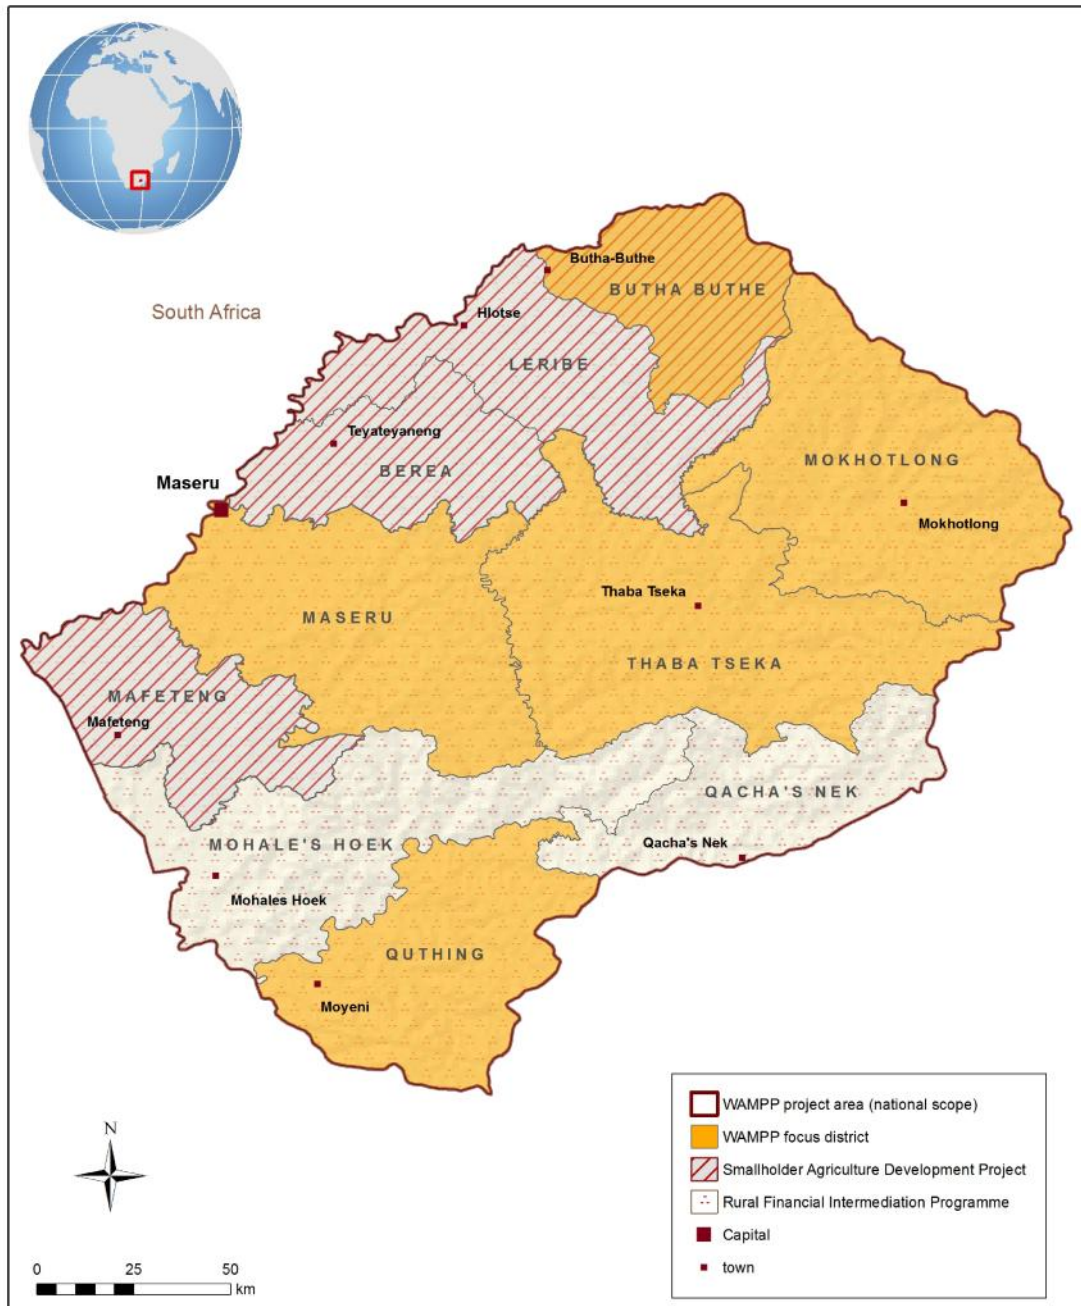 Butha-Buthe
BUTHA BUTHE
South Africa
Hlotse
LERIBE
Teyateyaneng
BEREA
MOKHOTLONG
Maseru
Mokhotlong
Thaba Tseka
MASERU
THABA TSEKA
MAFETENG
Mafeteng
QACHA'S NEK
MOHALE'S HOEK
Qacha's Nek
Mohales Hoek
QUTHING
Moyeni
WAMPP project area (national scope)
WAMPP focus district
Smallholder Agriculture Development Project
Rural Financial Intermediation Programme
Capital
town
N
0 25 50
km